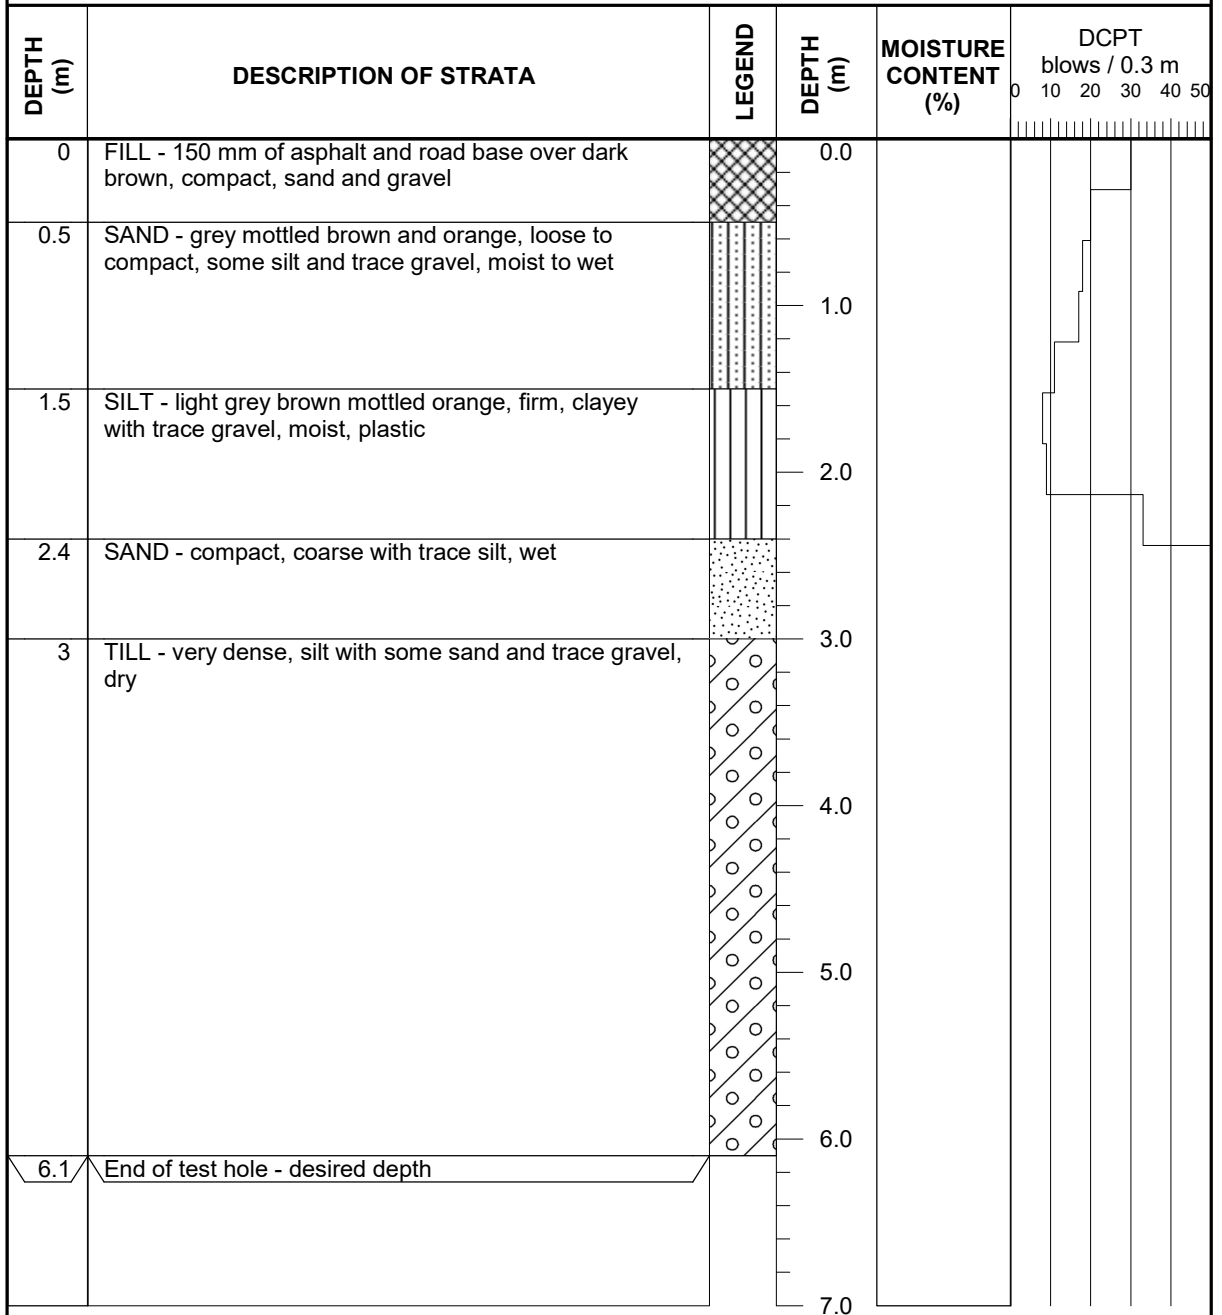 DEPTH
(m)
DESCRIPTION OF STRATA
LEGEND
DEPTH
(m)
MOISTURE
CONTENT
(%)
DCPT
blows / 0.3 m
0 10 20 30 40 50
0 FILL - 150 mm of asphalt and road base over dark
brown, compact, sand and gravel
0.0
0.5 SAND - grey mottled brown and orange, loose to
compact, some silt and trace gravel, moist to wet
1.0
1.5 SILT - light grey brown mottled orange, firm, clayey
with trace gravel, moist, plastic
2.0
2.4 SAND - compact, coarse with trace silt, wet
3.0
3 TILL - very dense, silt with some sand and trace gravel,
dry
4.0
5.0
6.0
6.1 End of test hole - desired depth
7.0